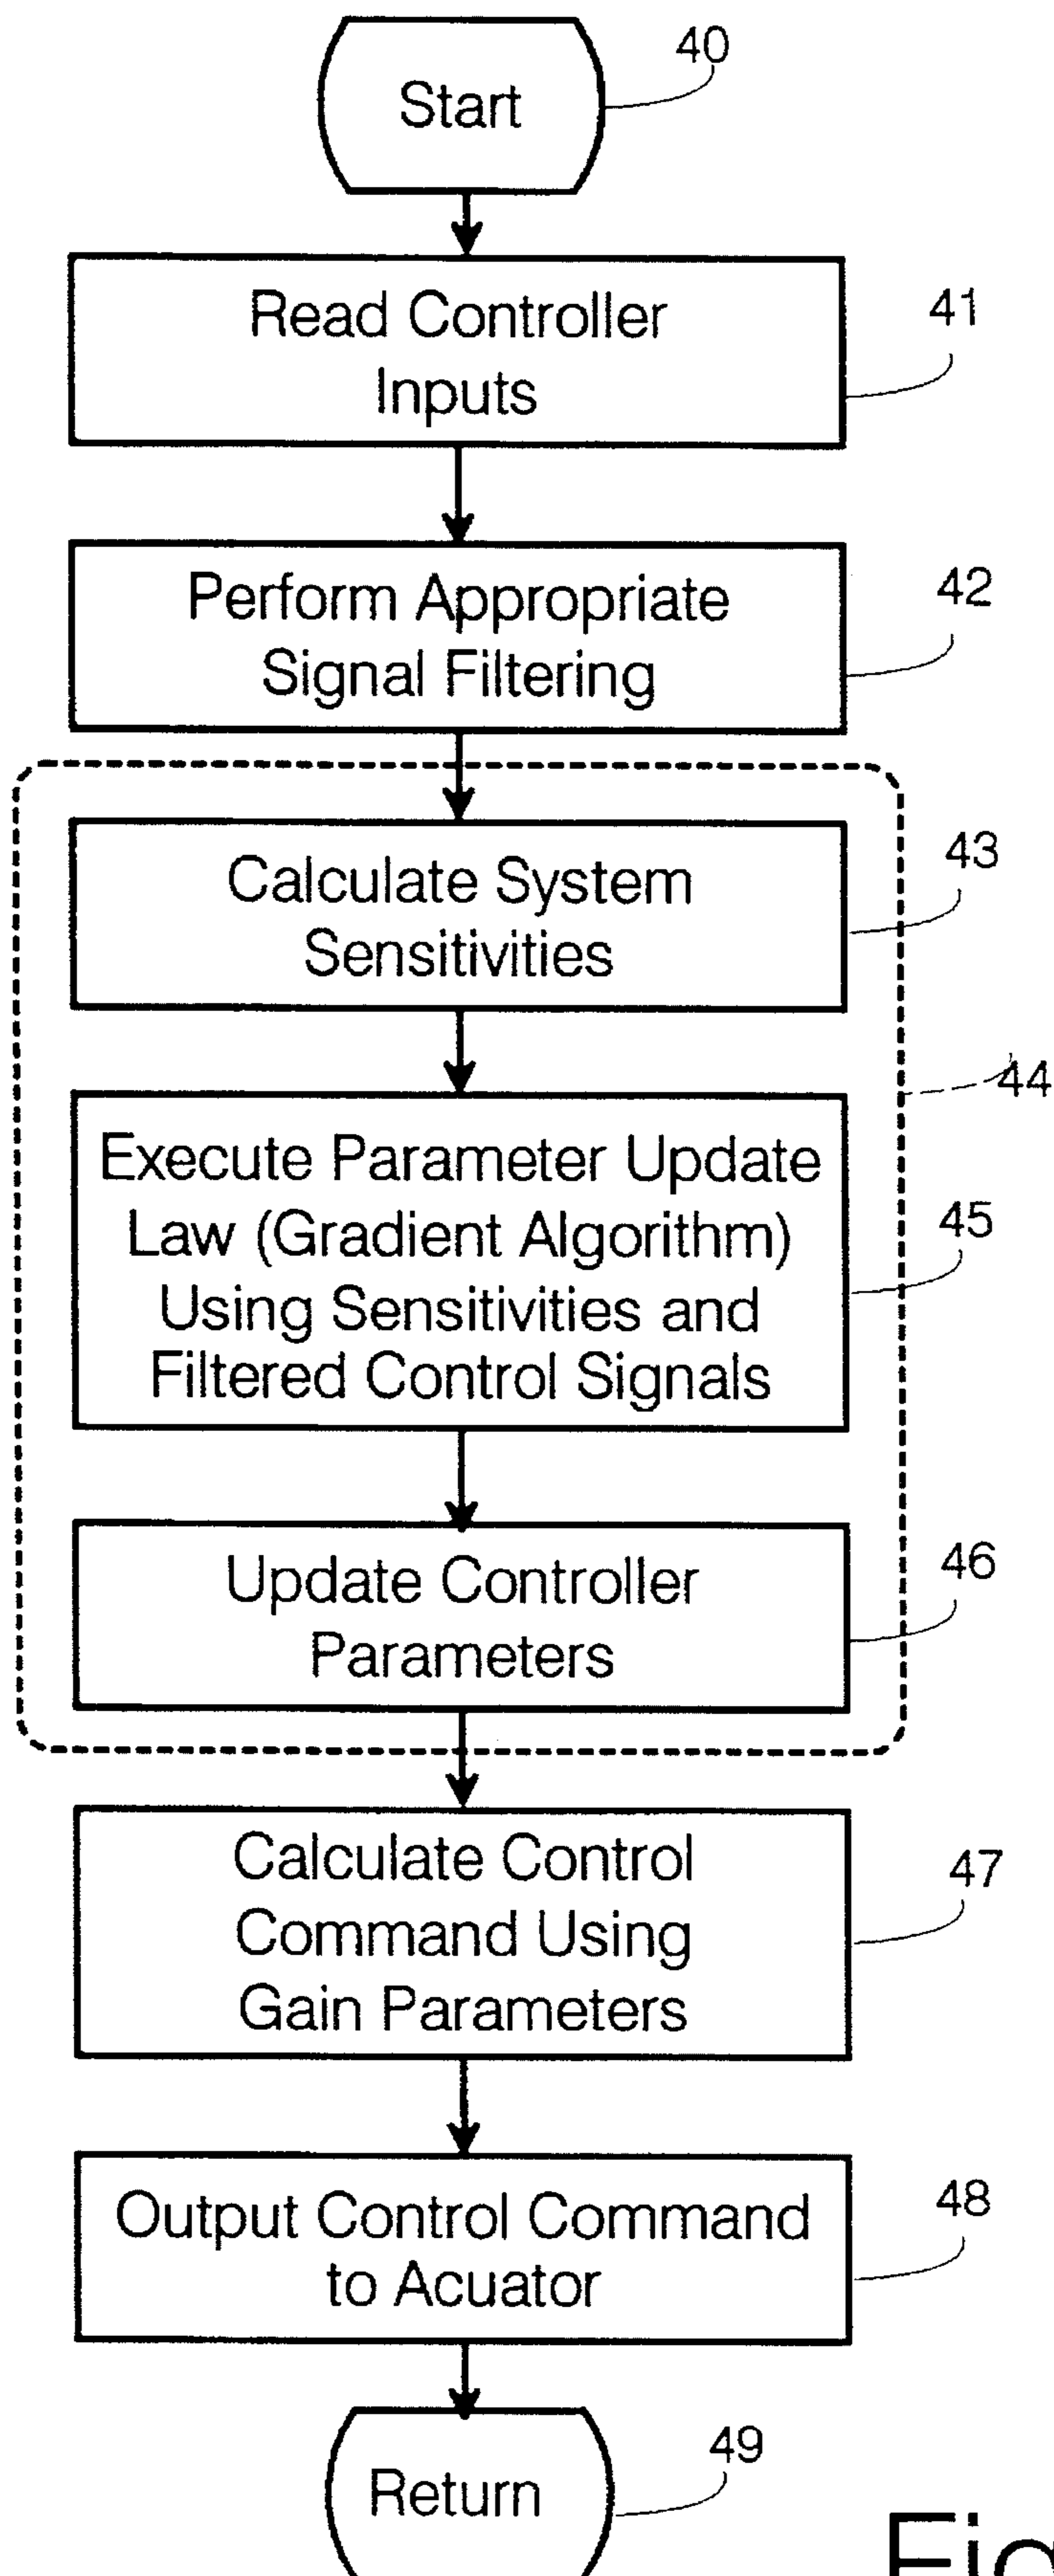 Start
40
Read Controller
Inputs
41
Perform Appropriate
Signal Filtering
42
Calculate System
Sensitivities
43
44
Execute Parameter Update
Law (Gradient Algorithm)
Using Sensitivities and
Filtered Control Signals
45
Update Controller
Parameters
46
Calculate Control
Command Using
Gain Parameters
47
Output Control Command
to Acuator
48
Return
49
Fig